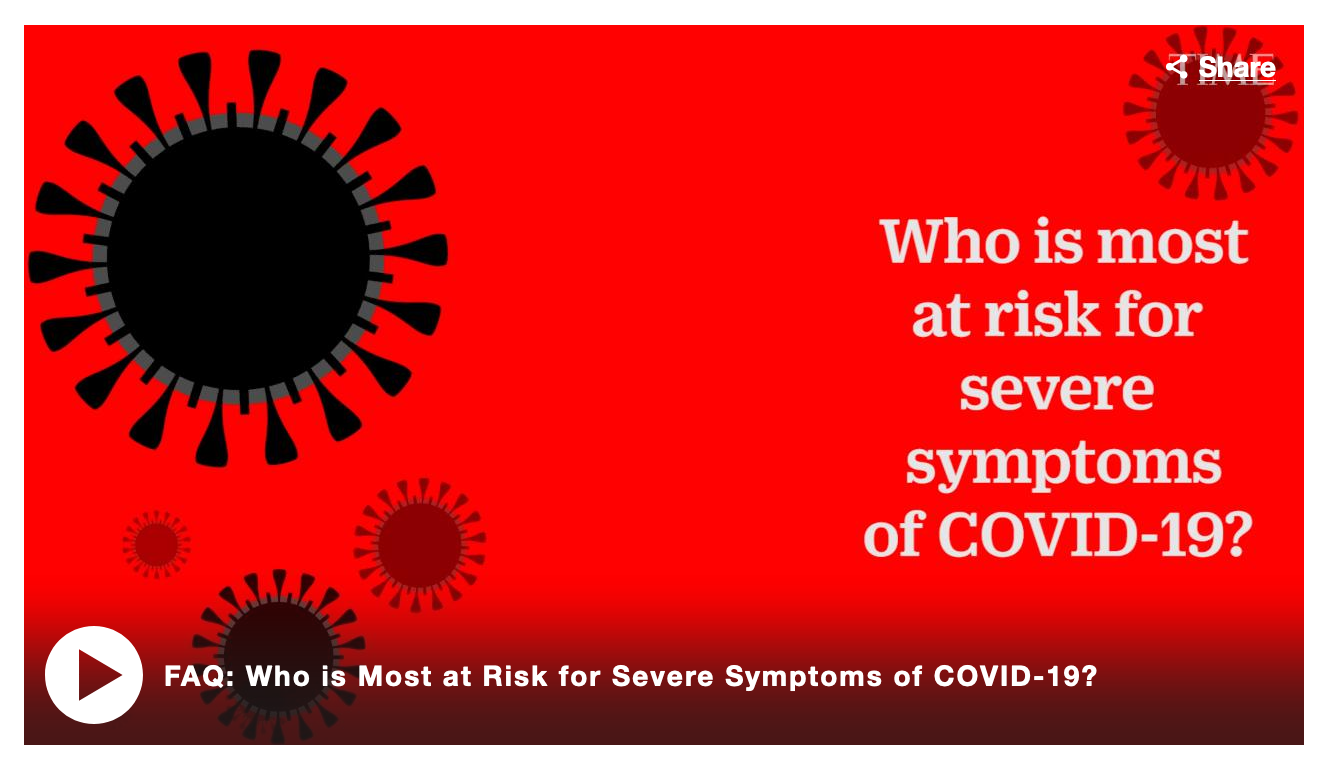 TIME
Share
Who is most
at risk for
severe
symptoms
of COVID-19?
FAQ: Who is Most at Risk for Severe Symptoms of COVID-19?